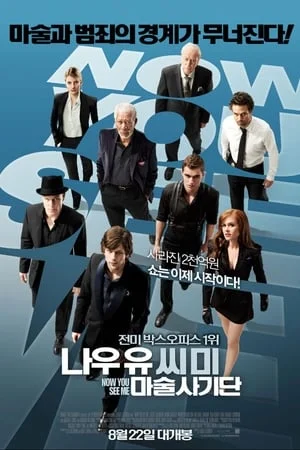 마술과 범죄의 경계가 무너진다!
NOW
YOU
SEE
ME
사라진 2천억원
쇼는 이제 시작이다!
전미 박스오피스 1위
나우 유 씨 미
NOW YOU
SEE ME
마술사기단
8월 22일 대개봉